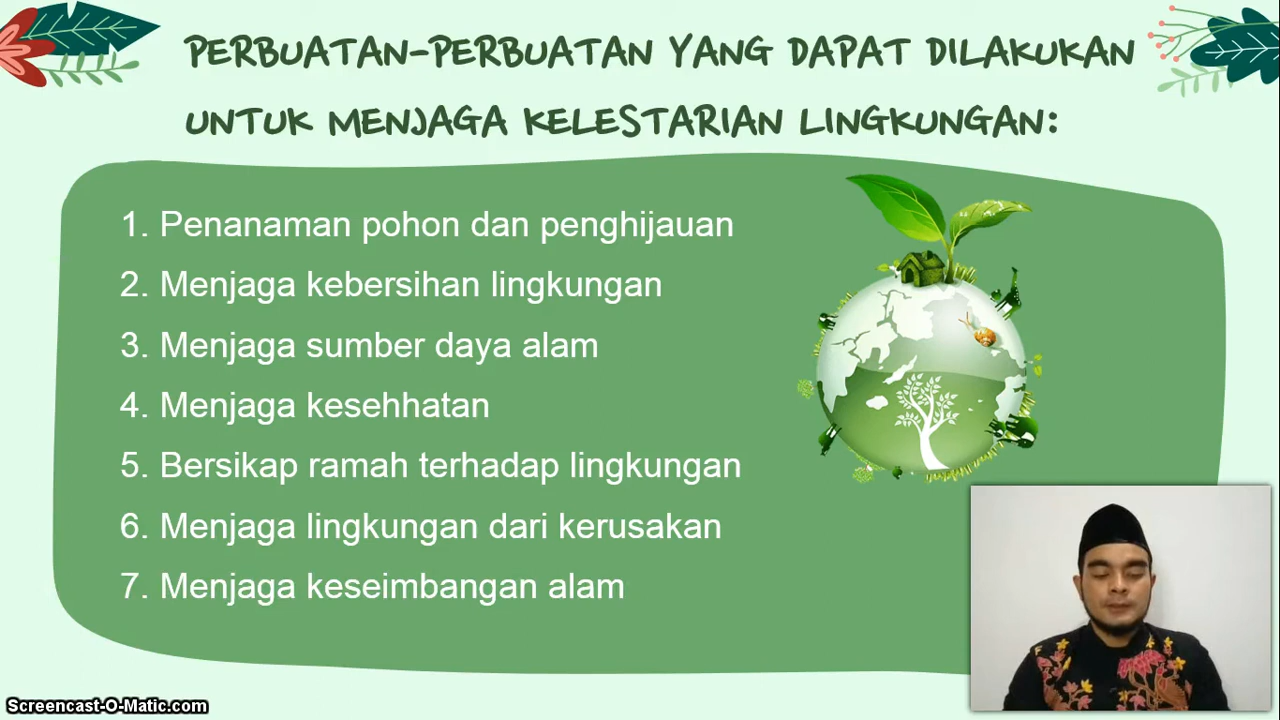 PERBUATAN-PERBUATAN YANG DAPAT DILAKUKAN
UNTUK MENJAGA KELESTARIAN LINGKUNGAN:
1. Penanaman pohon dan penghijauan
2. Menjaga kebersihan lingkungan
3. Menjaga sumber daya alam
4. Menjaga kesehhatan
5. Bersikap ramah terhadap lingkungan
6. Menjaga lingkungan dari kerusakan
7. Menjaga keseimbangan alam
Screencast-O-Matic.com